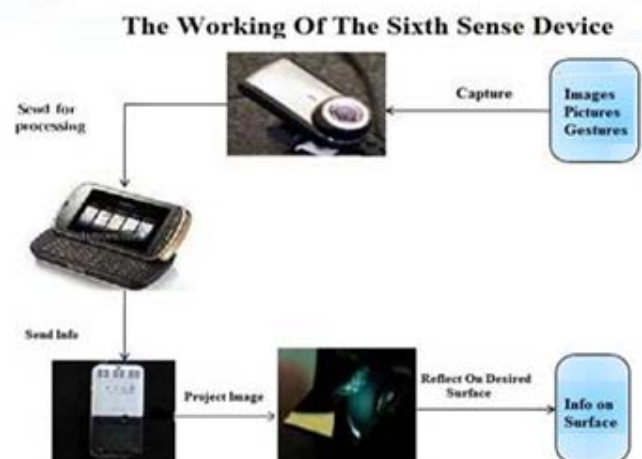 The Working Of The Sixth Sense Device
Capture
Images
Pictures
Gestures
Send for
processing
Send Info
Project Image
Reflect On Desired
Surface
Info on
Surface